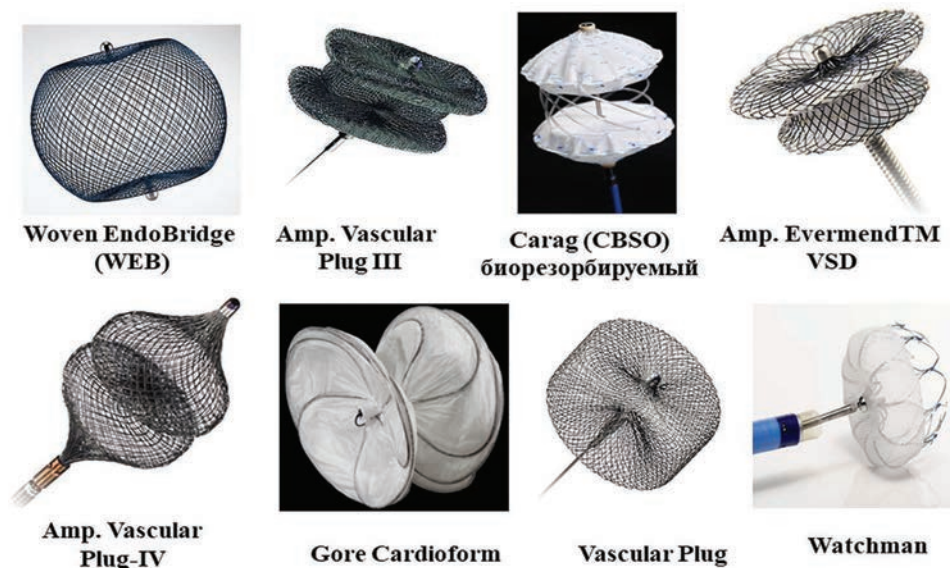 Woven EndoBridge
(WEB)
Amp. Vascular
Plug III
Carag (CBSO)
биорезорбируемый
Amp. EvermendTM
VSD
Amp. Vascular
Plug-IV
Gore Cardioform
Vascular Plug
Watchman